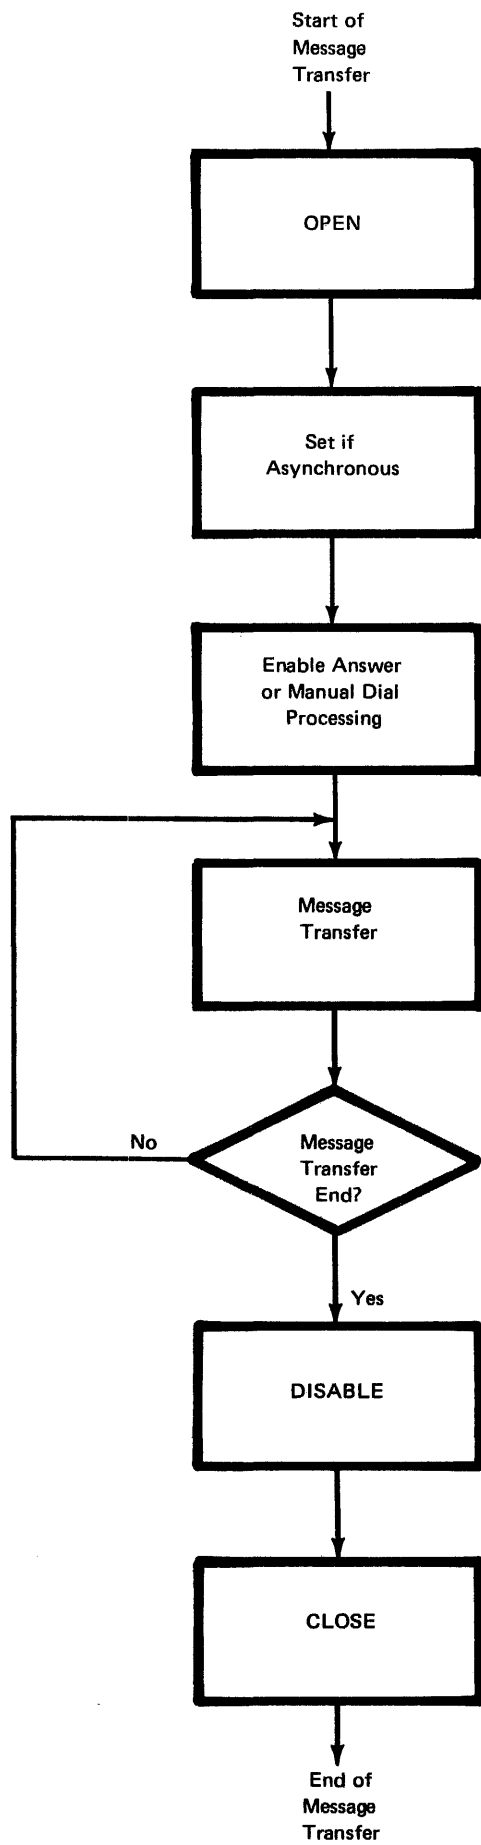 Start of
Message
Transfer
OPEN
Set if
Asynchronous
Enable Answer
or Manual Dial
Processing
Message
Transfer
No
Message
Transfer
End?
Yes
DISABLE
CLOSE
End of
Message
Transfer